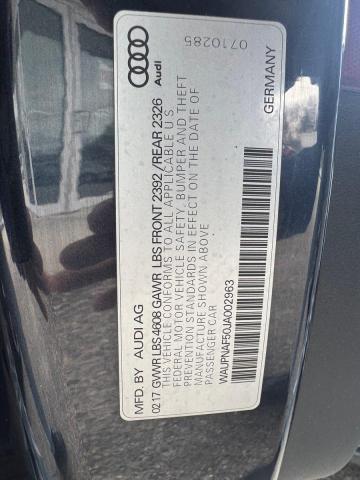 MFD. BY AUDI AG
02 17 GVWR LBS 4608 GAWR LBS FRONT 2392 / REAR 2326
THIS VEHICLE CONFORMS TO ALL APPLICABLE U S
FEDERAL MOTOR VEHICLE SAFETY, BUMPER AND THEFT
PREVENTION STANDARDS IN EFFECT ON THE DATE OF
MANUFACTURE SHOWN ABOVE
PASSENGER CAR
WAUPNAF50JA002963
0710285
Audi
GERMANY